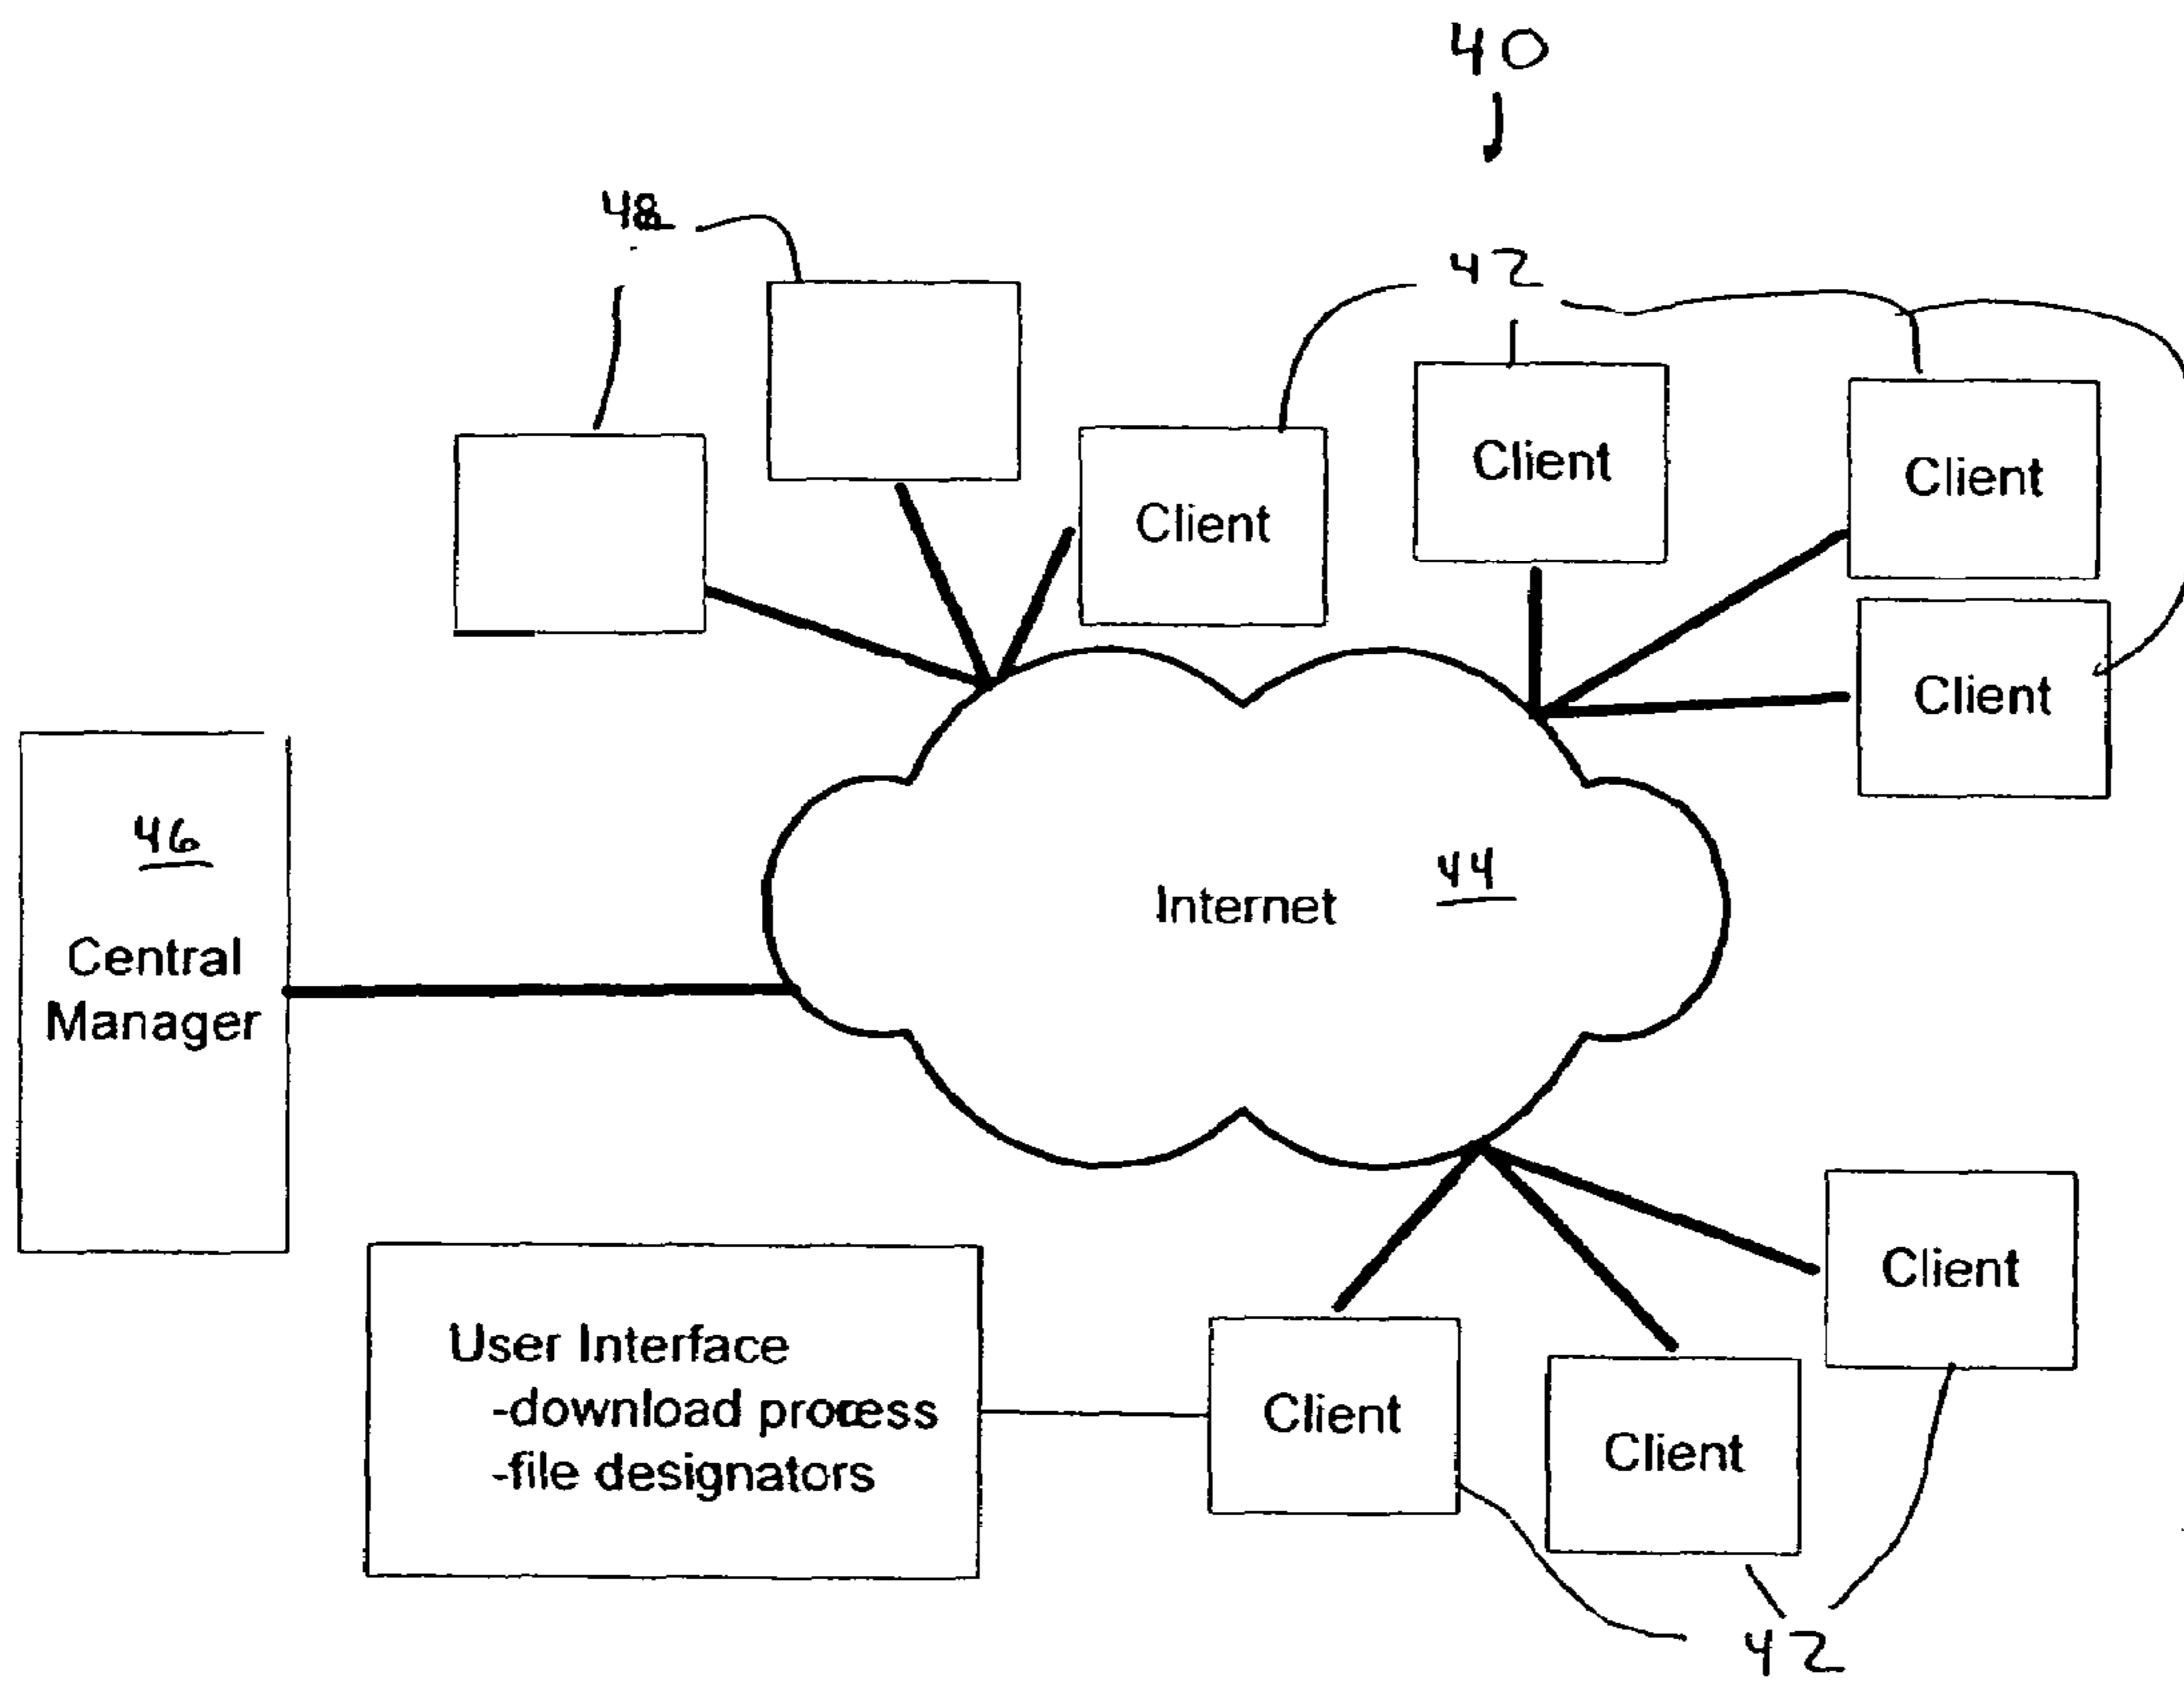 40
48
42
Client
Client
Client
Client
46
Central
Manager
Internet
44
User Interface
-download process
-file designators
Client
Client
Client
42